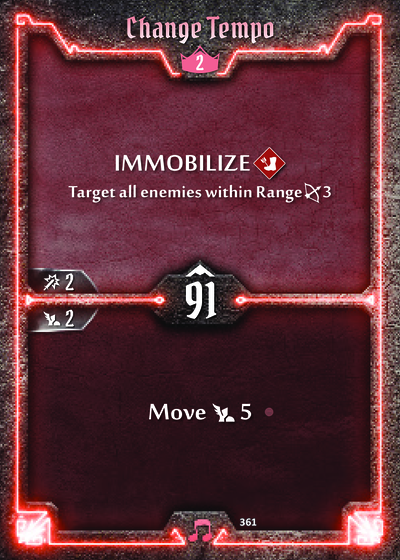 Change Tempo
2
IMMOBILIZE
Target all enemies within Range 3
2
91
2
Move 5
361